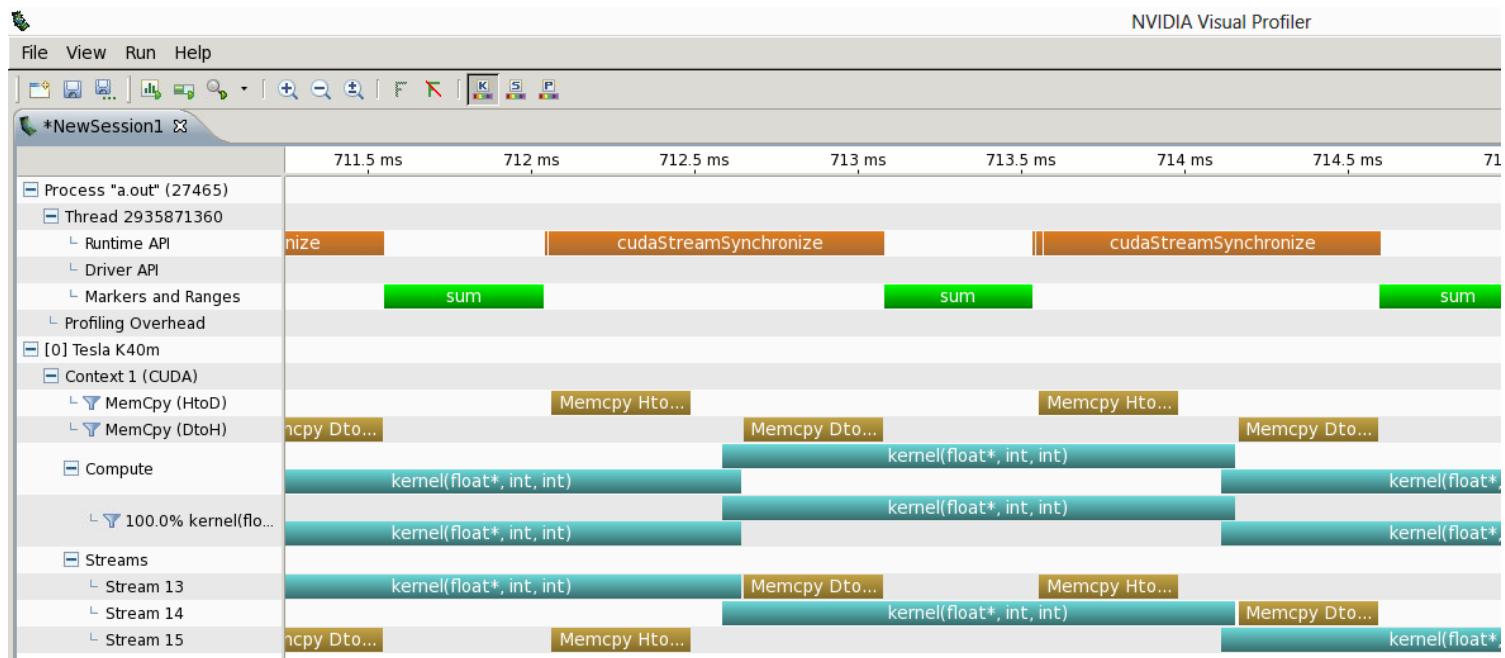 NVIDIA Visual Profiler
File View Run Help
K S P
*NewSession1
711.5 ms 712 ms 712.5 ms 713 ms 713.5 ms 714 ms 714.5 ms 71
Process "a.out" (27465)
Thread 2935871360
Runtime API nize cudaStreamSynchronize cudaStreamSynchronize
Driver API
Markers and Ranges sum sum sum
Profiling Overhead
[0] Tesla K40m
Context 1 (CUDA)
MemCpy (HtoD) Memcpy Hto... Memcpy Hto...
MemCpy (DtoH) mcpy Dto... Memcpy Dto... Memcpy Dto...
kernel(float*, int, int)
Compute
kernel(float*, int, int) kernel(float*,
kernel(float*, int, int)
100.0% kernel(flo...
kernel(float*, int, int) kernel(float*,
Streams
Stream 13 kernel(float*, int, int) Memcpy Dto... Memcpy Hto...
Stream 14 kernel(float*, int, int) Memcpy Dto...
Stream 15 mcpy Dto... Memcpy Hto... kernel(float*,